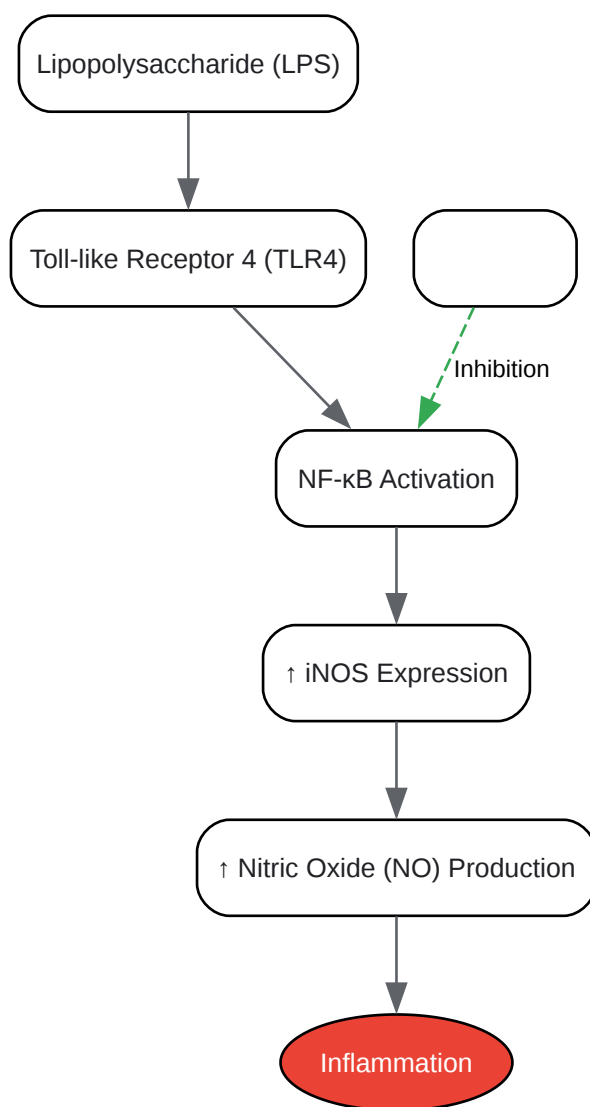 Lipopolysaccharide (LPS)
Toll-like Receptor 4 (TLR4)
Inhibition
NF-κB Activation
↑ iNOS Expression
↑ Nitric Oxide (NO) Production
Inflammation